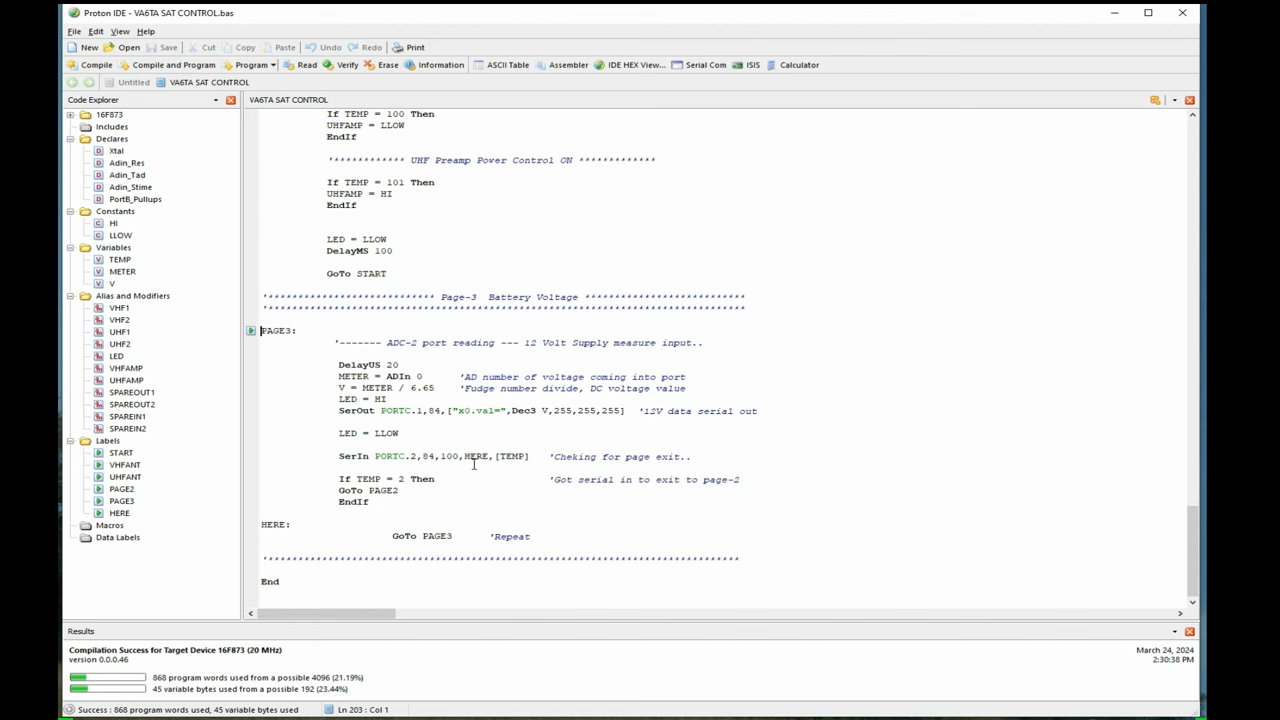 Proton IDE - VA6TA SAT CONTROL.bas
File Edit View Help
New Open Save Cut Copy Paste Undo Redo Print
Compile Compile and Program Program Read Verify Erase Information ASCII Table Assembler IDE HEX View... Serial Com ISIS Calculator
Untitled VA6TA SAT CONTROL
Code Explorer
16F873
Includes
Declares
Xtal
Adin_Res
Adin_Tad
Adin_Stime
PortB_Pullups
Constants
HI
LLOW
Variables
TEMP
METER
V
Alias and Modifiers
VHF1
VHF2
UHF1
UHF2
LED
VHFAMP
UHFAMP
SPAREOUT1
SPAREOUT2
SPAREIN1
SPAREIN2
Labels
START
VHFANT
UHFANT
PAGE2
PAGE3
HERE
Macros
Data Labels
VA6TA SAT CONTROL
If TEMP = 100 Then
UHFAMP = LLOW
EndIf
'************ UHF Preamp Power Control ON *************
If TEMP = 101 Then
UHFAMP = HI
EndIf
LED = LLOW
DelayMS 100
GoTo START
'**************************** Page-3 Battery Voltage ***************************
'********************************************************************************
PAGE3:
'------- ADC-2 port reading --- 12 Volt Supply measure input..
DelayUS 20
METER = ADIn 0 'AD number of voltage coming into port
V = METER / 6.65 'Fudge number divide, DC voltage value
LED = HI
SerOut PORTC.1,84,["x0.val=",Dec3 V,255,255,255] '12V data serial out
LED = LLOW
SerIn PORTC.2,84,100,HERE,[TEMP] 'Cheking for page exit..
If TEMP = 2 Then 'Got serial in to exit to page-2
GoTo PAGE2
EndIf
HERE:
GoTo PAGE3 'Repeat
'*******************************************************************************
End
Results
Compilation Success for Target Device 16F873 (20 MHz) March 24, 2024
version 0.0.0.46 2:30:38 PM
868 program words used from a possible 4096 (21.19%)
45 variable bytes used from a possible 192 (23.44%)
Success : 868 program words used, 45 variable bytes used Ln 203 : Col 1